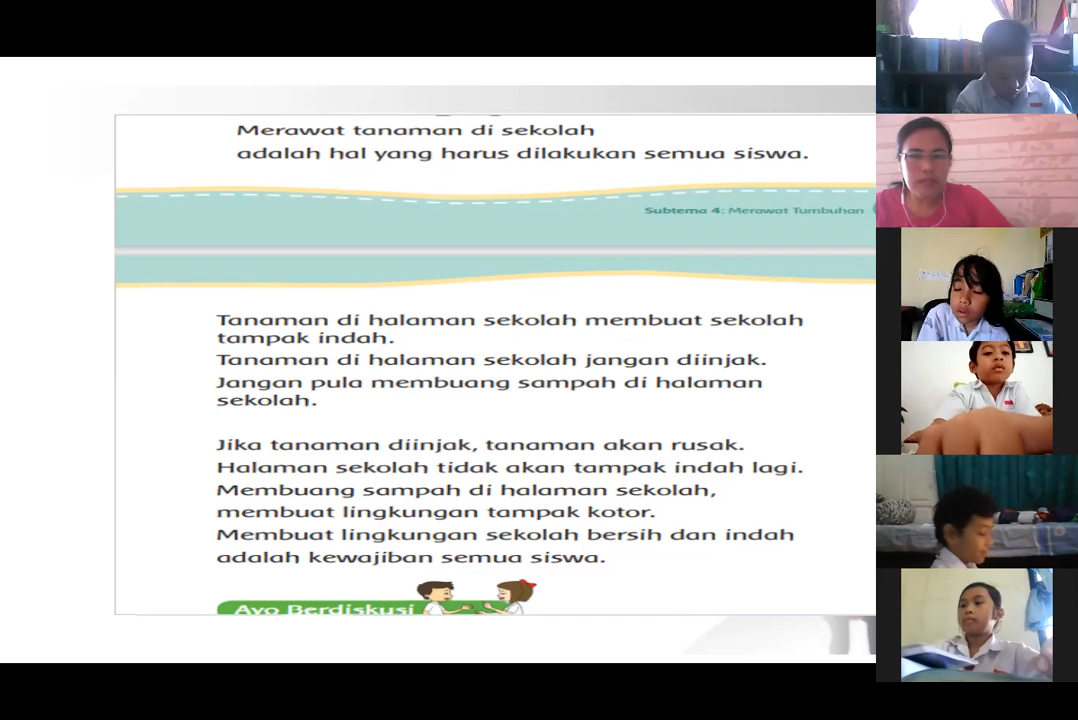 Merawat tanaman di sekolah
adalah hal yang harus dilakukan semua siswa.
Subtema 4: Merawat Tumbuhan
Tanaman di halaman sekolah membuat sekolah
tampak indah.
Tanaman di halaman sekolah jangan diinjak.
Jangan pula membuang sampah di halaman
sekolah.
Jika tanaman diinjak, tanaman akan rusak.
Halaman sekolah tidak akan tampak indah lagi.
Membuang sampah di halaman sekolah,
membuat lingkungan tampak kotor.
Membuat lingkungan sekolah bersih dan indah
adalah kewajiban semua siswa.
Ayo Berdiskusi